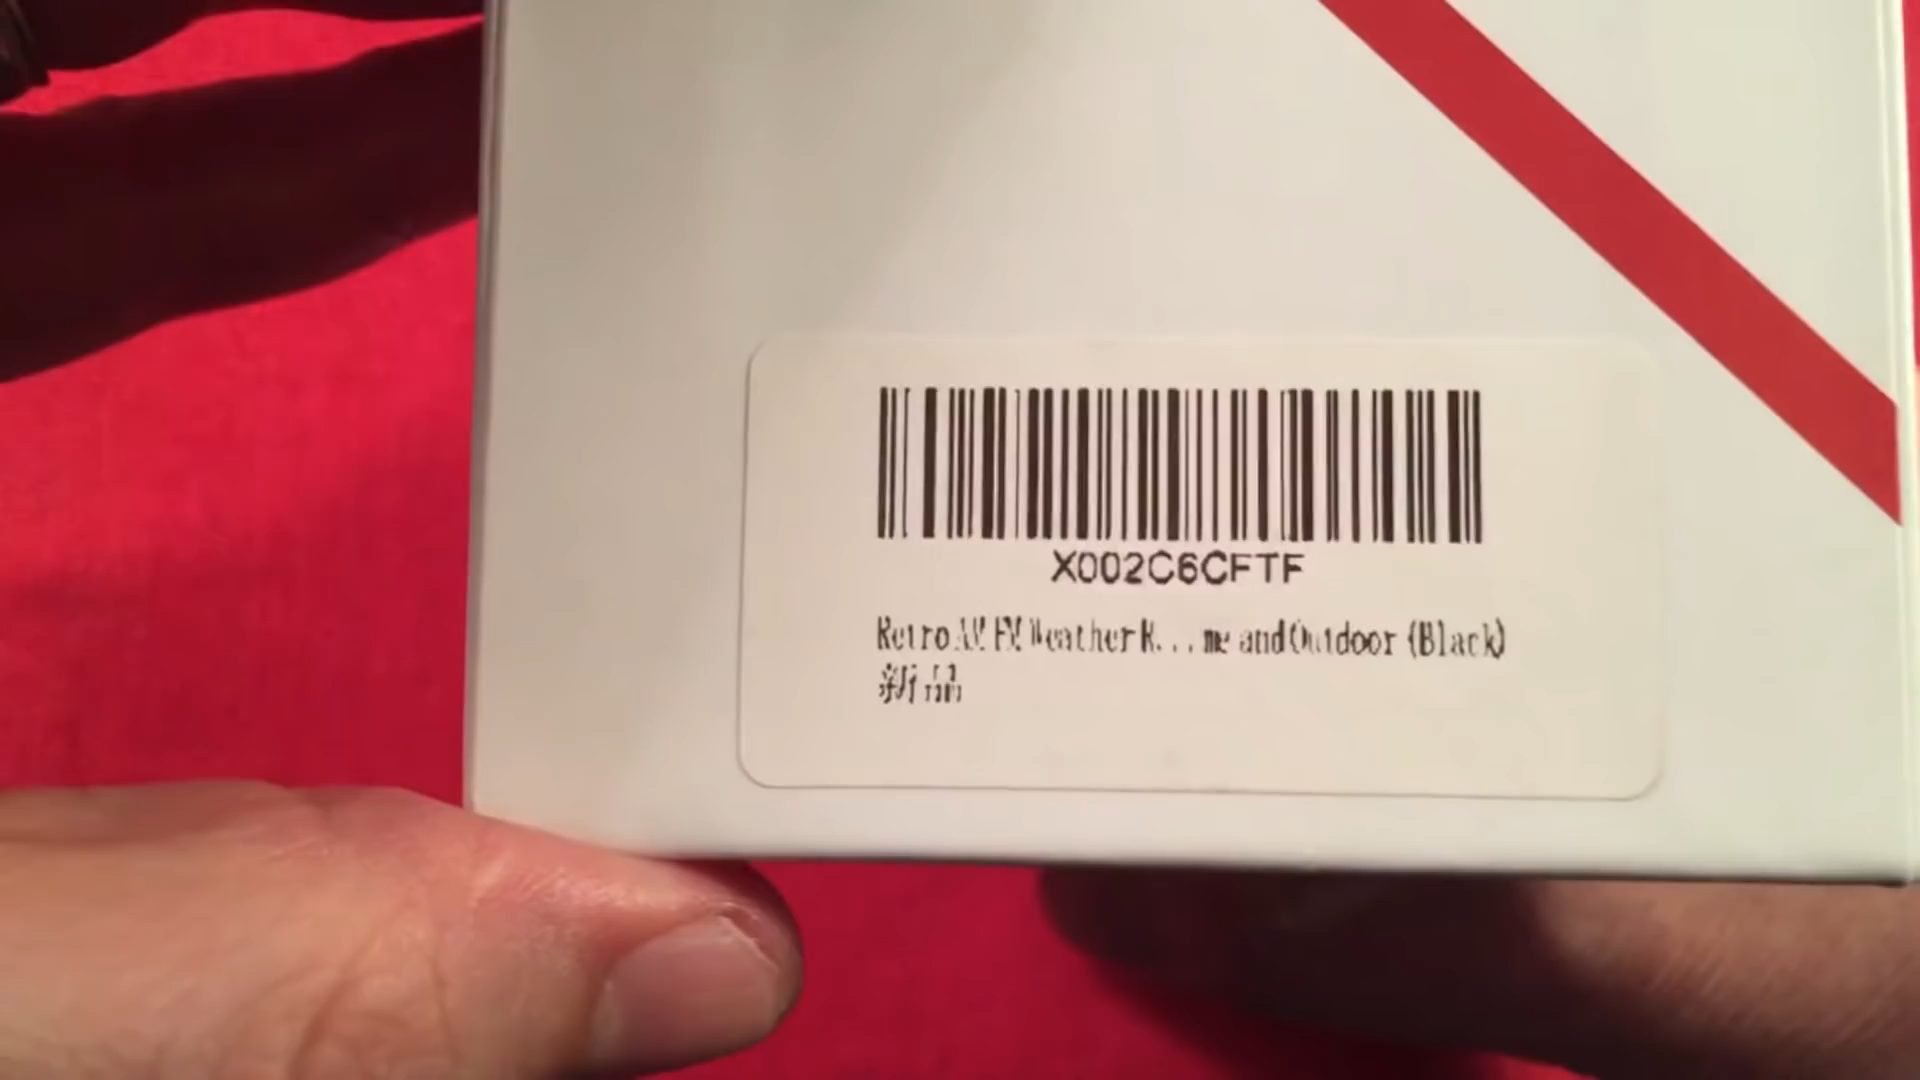 X002C6CFTF
Retro AM FM Weather R... me and Outdoor (Black)
新品